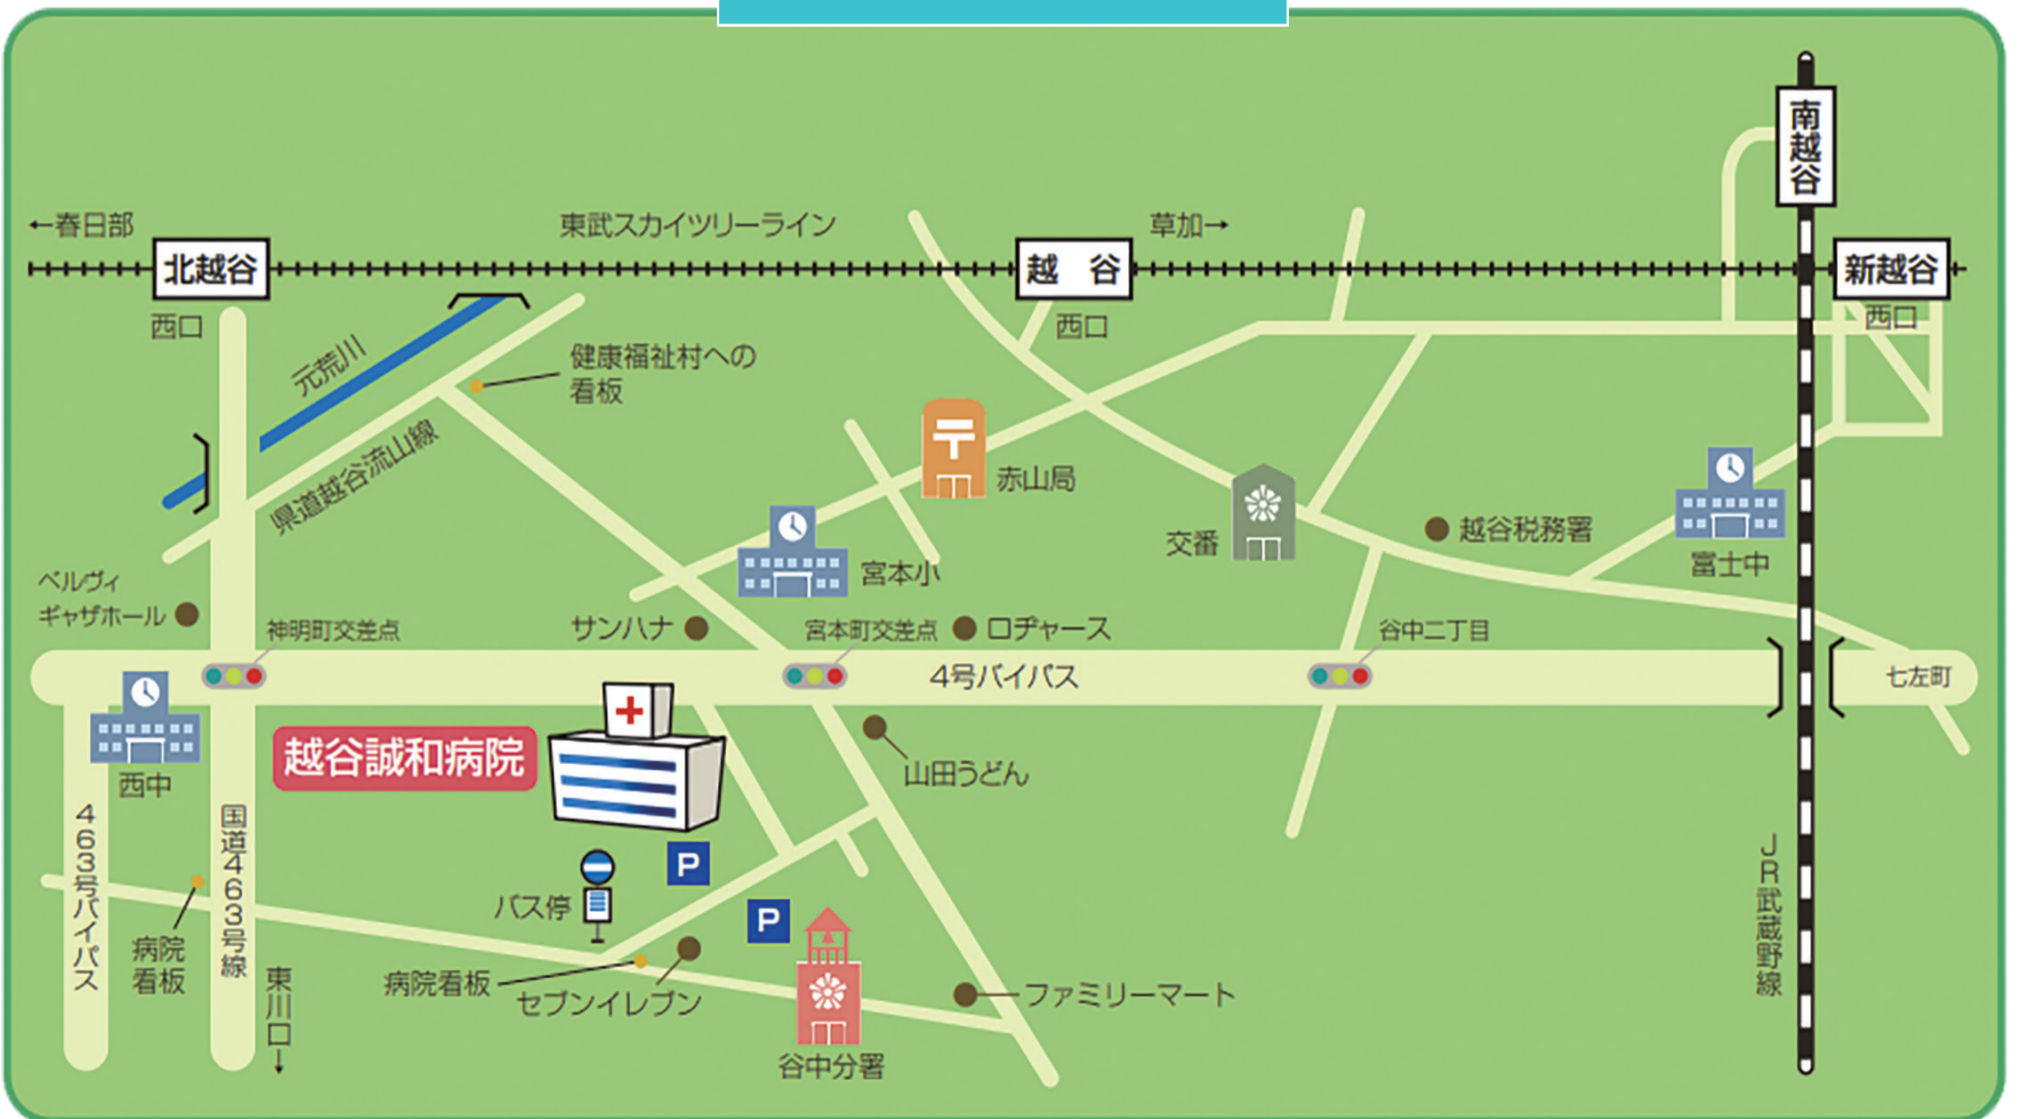 南越谷
←春日部
東武スカイツリーライン
草加→
北越谷
越　谷
新越谷
西口
西口
西口
元荒川
健康福祉村への
看板
県道越谷流山線
赤山局
交番
越谷税務署
富士中
宮本小
ベルヴィ
ギャザホール
神明町交差点
サンハナ
宮本町交差点
ロヂャース
谷中二丁目
4号バイパス
七左町
越谷誠和病院
西中
山田うどん
463号バイパス
国道463号線
JR武蔵野線
P
バス停
P
病院
看板
東川口↓
病院看板
セブンイレブン
ファミリーマート
谷中分署